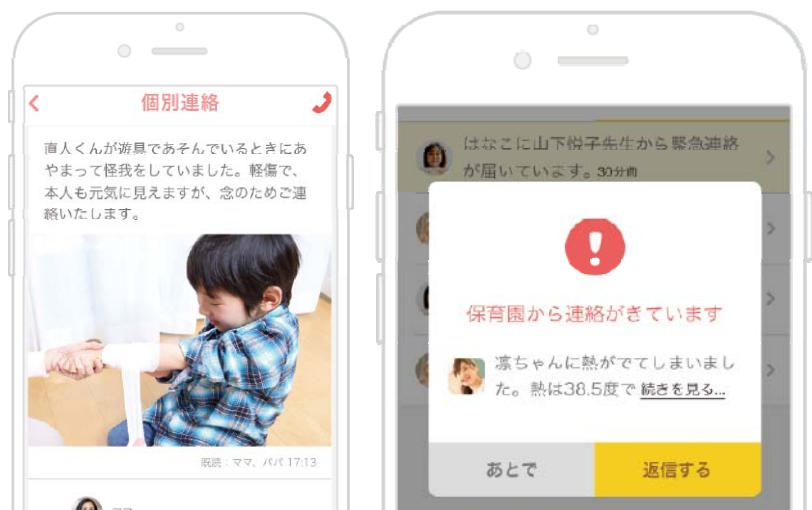 個別連絡
直人くんが遊具であそんでいるときにあ
やまって怪我をしていました。軽傷で、
本人も元気に見えますが、念のためご連
絡いたします。
既読：ママ、パパ 17:13
ママ
はなこに山下悦子先生から緊急連絡
が届いています。30分前
保育園から連絡がきています
凛ちゃんに熱がでてしまいまし
た。熱は38.5度で 続きを見る...
あとで
返信する